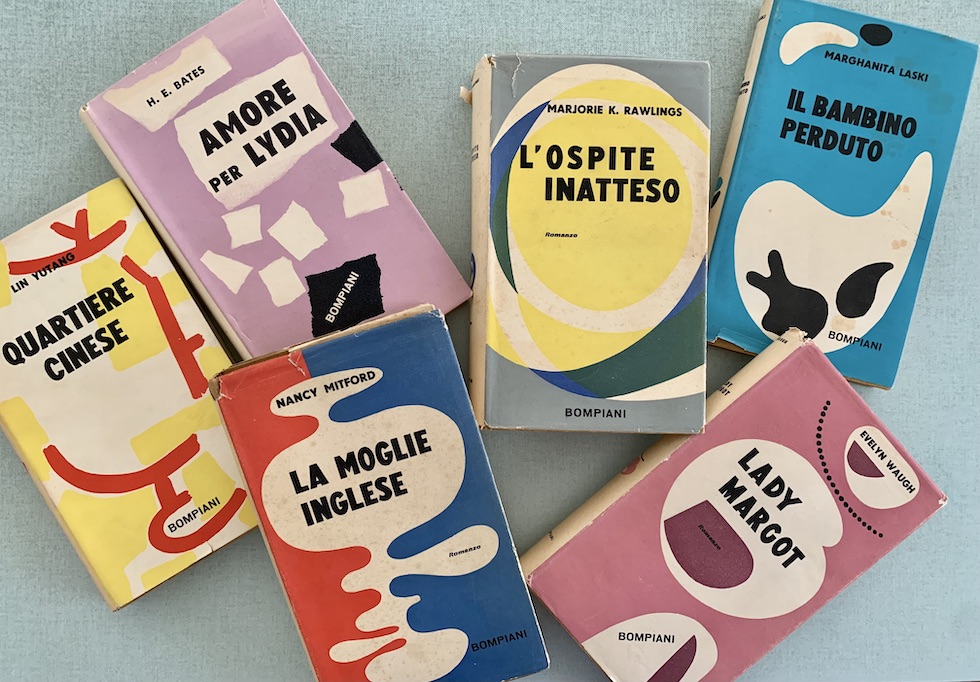 H. E. BATES
AMORE
PER LYDIA
BOMPIANI
MARJORIE K. RAWLINGS
L'OSPITE
INATTESO
Romanzo
BOMPIANI
MARGHANITA LASKI
IL BAMBINO
PERDUTO
BOMPIANI
LIN YUTANG
QUARTIERE
CINESE
BOMPIANI
NANCY MITFORD
LA MOGLIE
INGLESE
Romanzo
BOMPIANI
EVELYN WAUGH
LADY
MARGOT
Romanzo
BOMPIANI